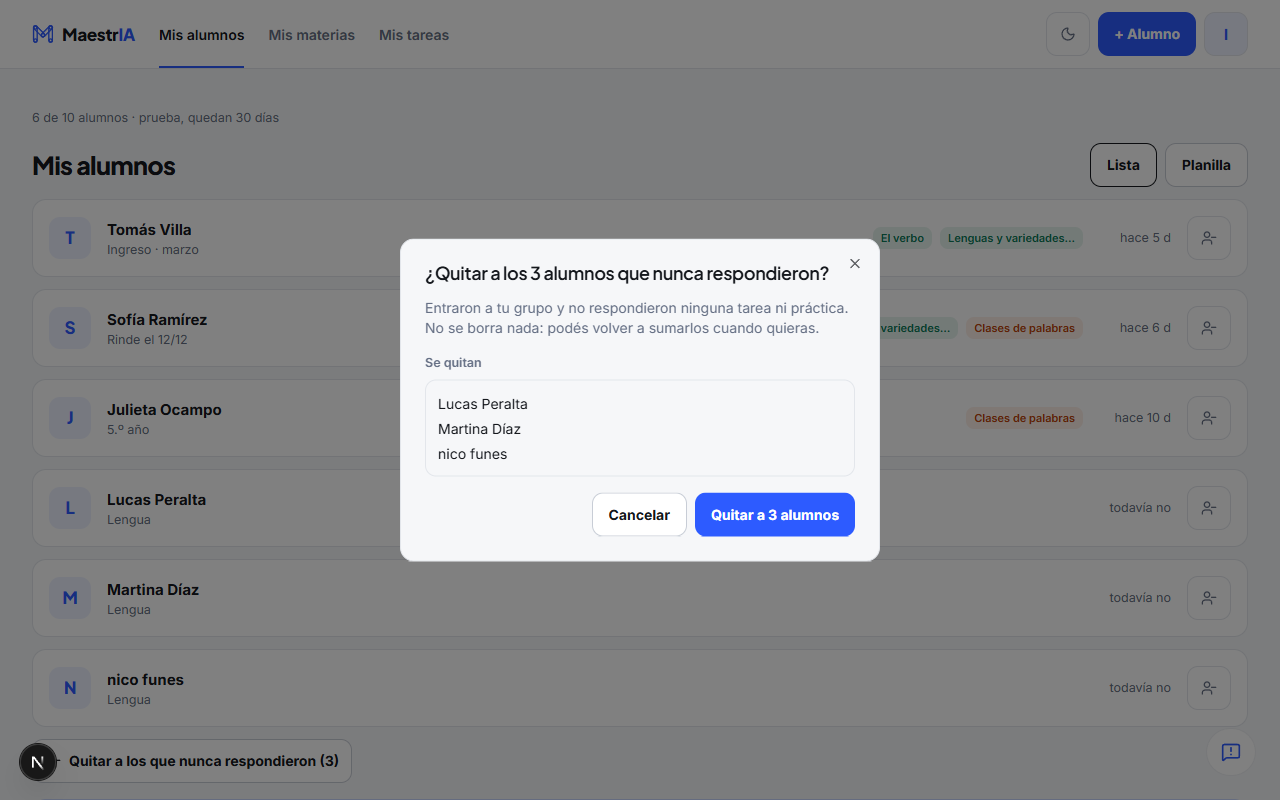 MaestrIA
Mis alumnos
Mis materias
Mis tareas
+ Alumno
I
6 de 10 alumnos · prueba, quedan 30 días
Mis alumnos
Lista
Planilla
T
Tomás Villa
Ingreso · marzo
El verbo
Lenguas y variedades...
hace 5 d
S
Sofía Ramírez
Rinde el 12/12
variedades...
Clases de palabras
hace 6 d
J
Julieta Ocampo
5.º año
Clases de palabras
hace 10 d
L
Lucas Peralta
Lengua
todavía no
M
Martina Díaz
Lengua
todavía no
N
nico funes
Lengua
todavía no
N
Quitar a los que nunca respondieron (3)
¿Quitar a los 3 alumnos que nunca respondieron?
Entraron a tu grupo y no respondieron ninguna tarea ni práctica.
No se borra nada: podés volver a sumarlos cuando quieras.
Se quitan
Lucas Peralta
Martina Díaz
nico funes
Cancelar
Quitar a 3 alumnos